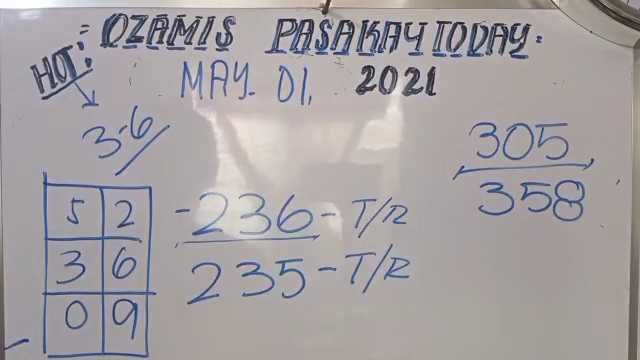 : OZAMIS PASAKAY TODAY:
HOT:
MAY. 01, 2021
3-6/
305
358
5 2
3 6
0 9
-236- T/R
235 - T/R